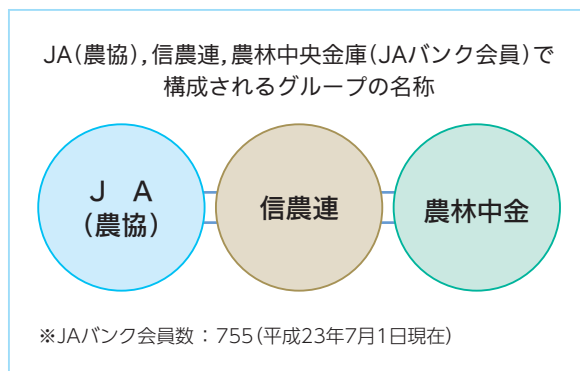 JA(農協),信農連,農林中央金庫(JAバンク会員)で
構成されるグループの名称
J A
(農協)
信農連
農林中金
※JAバンク会員数：755(平成23年7月1日現在)